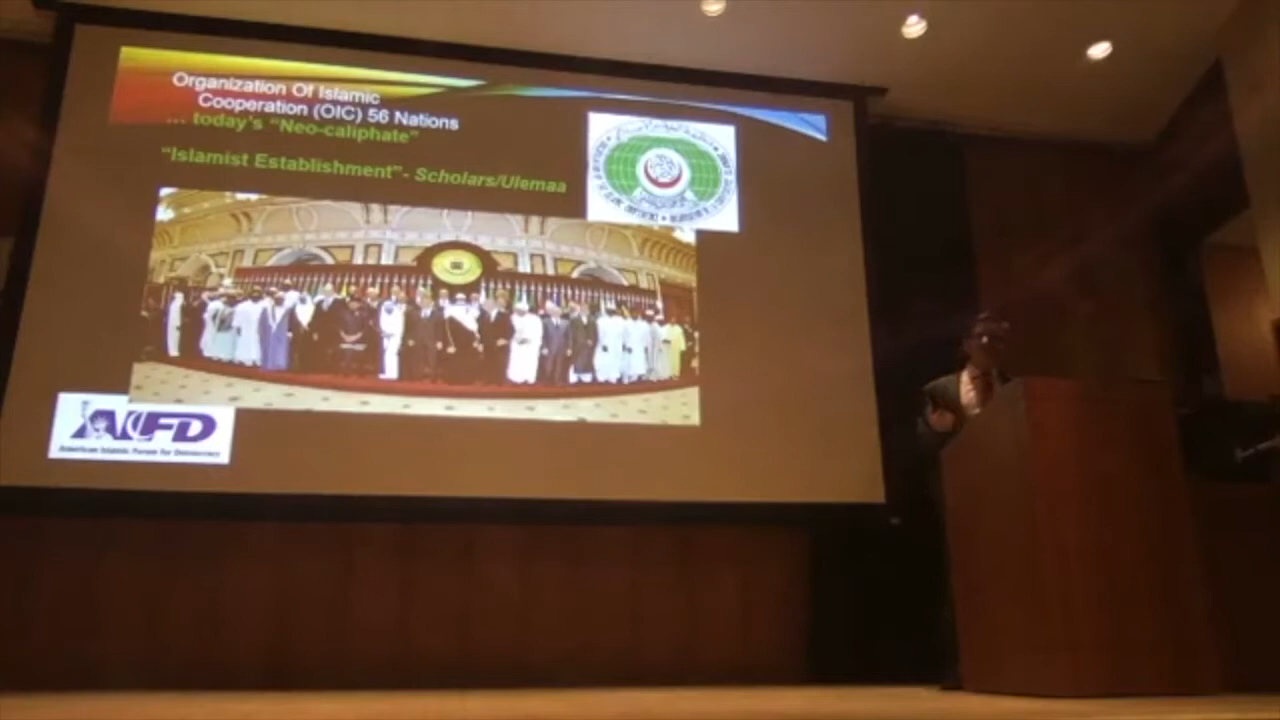 Organization Of Islamic
Cooperation (OIC) 56 Nations
... today's "Neo-caliphate"
"Islamist Establishment"- Scholars/Ulemaa
AIFD
American Islamic Forum for Democracy